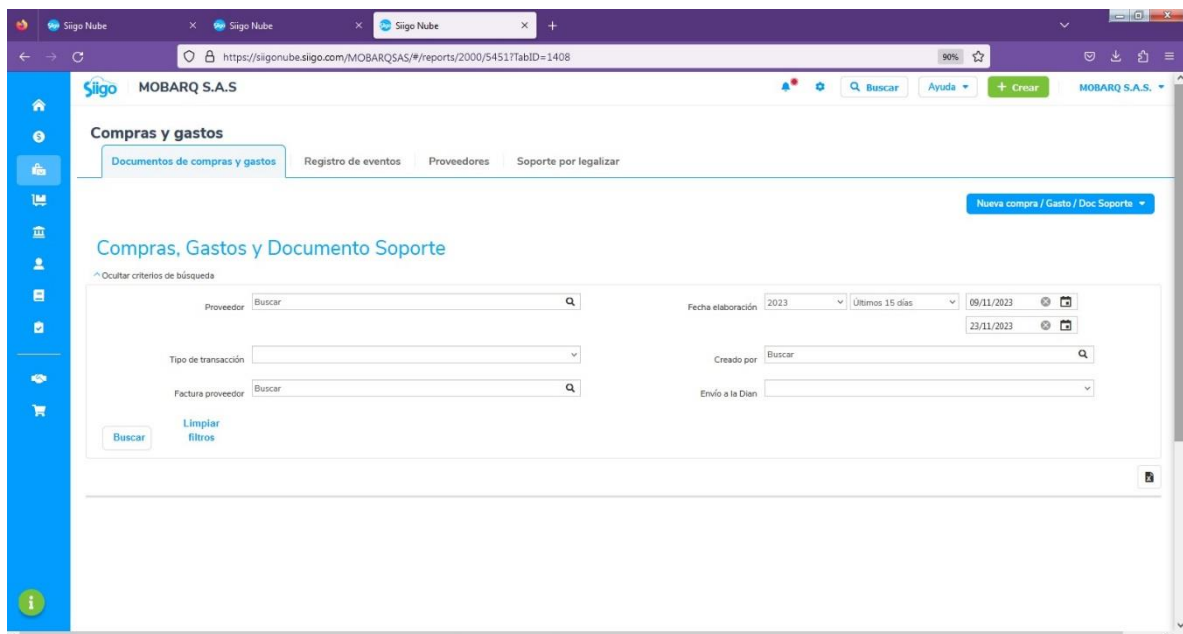 Siigo Nube
Siigo Nube
Siigo Nube
https://siigonube.siigo.com/MOBARQSAS/#/reports/2000/5451?TabID=1408
90%
Siigo
MOBARQ S.A.S
Buscar
Ayuda
+ Crear
MOBARQ S.A.S.
Compras y gastos
Documentos de compras y gastos
Registro de eventos
Proveedores
Soporte por legalizar
Nueva compra / Gasto / Doc Soporte
Compras, Gastos y Documento Soporte
Ocultar criterios de búsqueda
Proveedor Buscar
Fecha elaboración 2023 Últimos 15 días 09/11/2023
23/11/2023
Tipo de transacción
Creado por Buscar
Factura proveedor Buscar
Envío a la Dian
Buscar
Limpiar
filtros